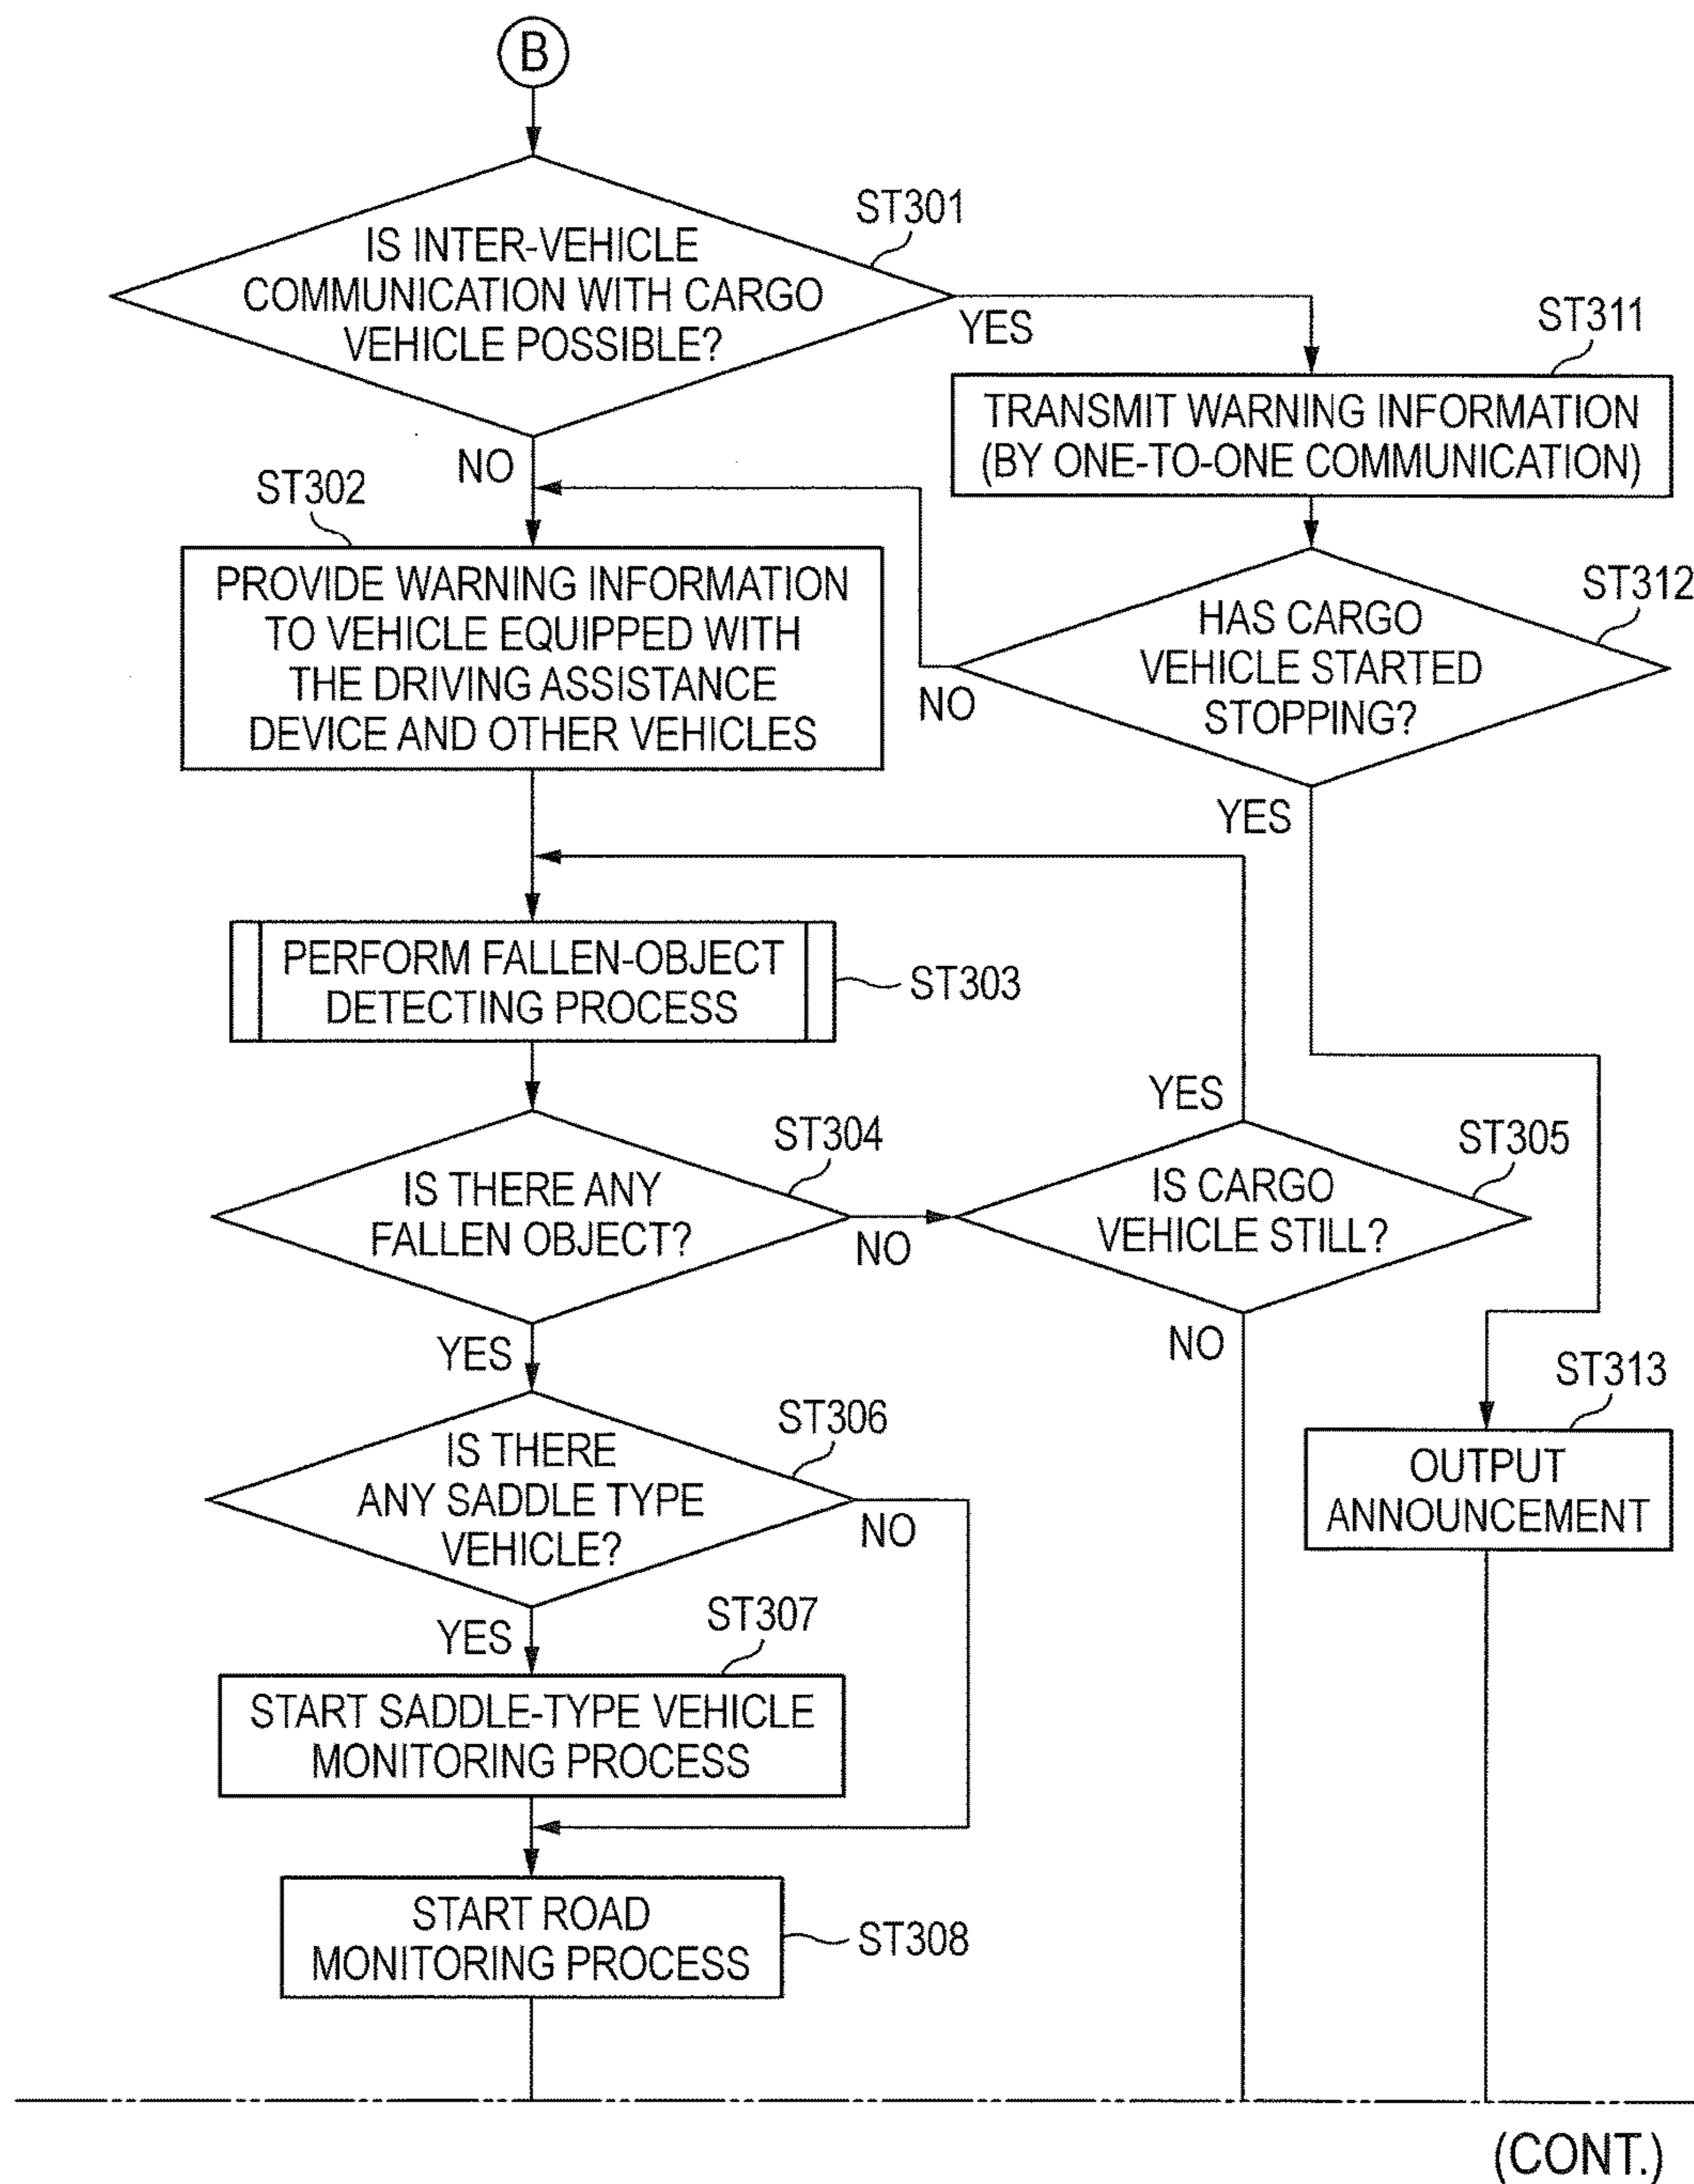 B
ST301
IS INTER-VEHICLE
COMMUNICATION WITH CARGO
VEHICLE POSSIBLE?
YES
ST311
TRANSMIT WARNING INFORMATION
(BY ONE-TO-ONE COMMUNICATION)
NO
ST302
PROVIDE WARNING INFORMATION
TO VEHICLE EQUIPPED WITH
THE DRIVING ASSISTANCE
DEVICE AND OTHER VEHICLES
ST312
HAS CARGO
VEHICLE STARTED
STOPPING?
NO
YES
PERFORM FALLEN-OBJECT
DETECTING PROCESS
ST303
ST304
IS THERE ANY
FALLEN OBJECT?
NO
YES
ST305
IS CARGO
VEHICLE STILL?
NO
YES
ST306
IS THERE
ANY SADDLE TYPE
VEHICLE?
NO
ST313
OUTPUT
ANNOUNCEMENT
YES
ST307
START SADDLE-TYPE VEHICLE
MONITORING PROCESS
START ROAD
MONITORING PROCESS
ST308
(CONT.)